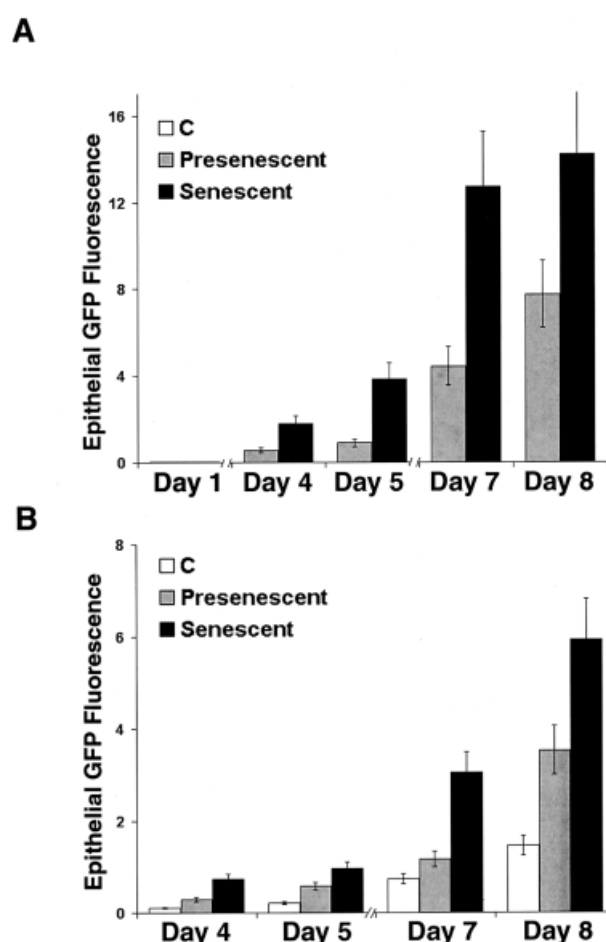 A
Epithelial GFP Fluorescence
16
12
8
4
0
C
Presenescent
Senescent
Day 1 Day 4 Day 5 Day 7 Day 8
B
Epithelial GFP Fluorescence
8
6
4
2
0
C
Presenescent
Senescent
Day 4 Day 5 Day 7 Day 8